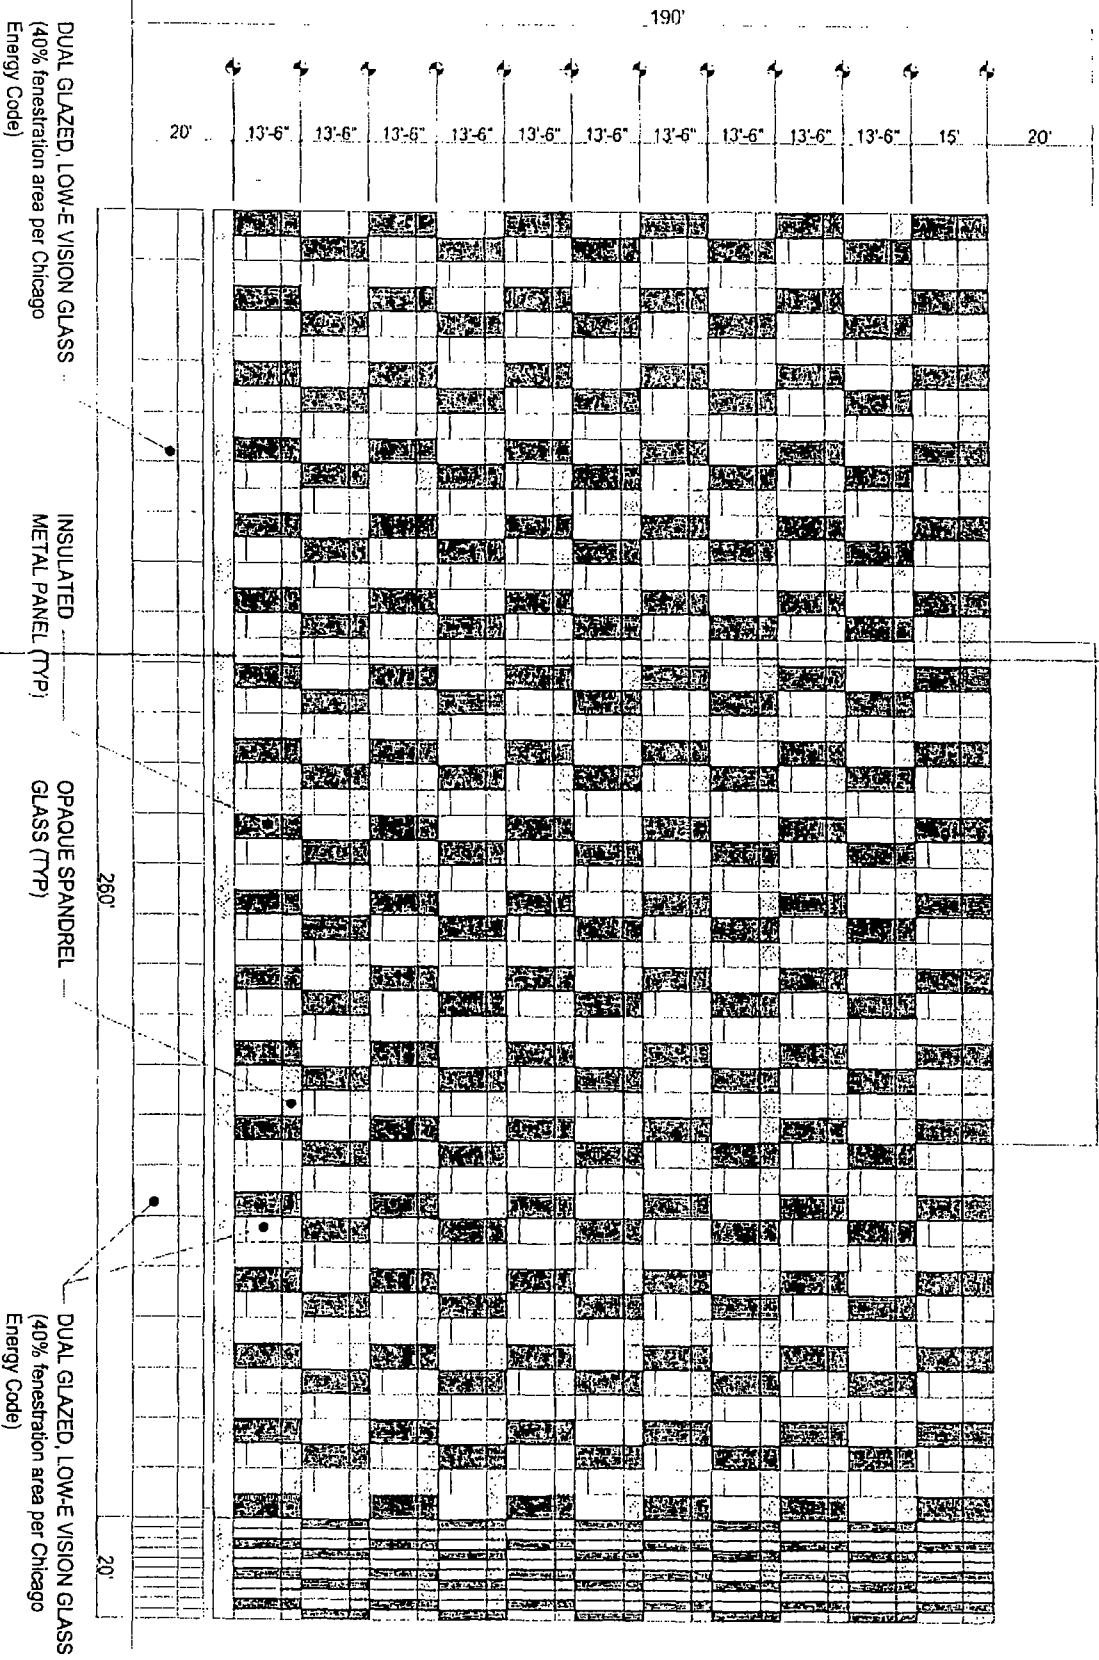 190'
20'
13'-6"
13'-6"
13'-6"
13'-6"
13'-6"
13'-6"
13'-6"
13'-6"
13'-6"
13'-6"
15'
20'
DUAL GLAZED, LOW-E VISION GLASS
(40% fenestration area per Chicago
Energy Code)
INSULATED
METAL PANEL (TYP)
OPAQUE SPANDREL
GLASS (TYP)
DUAL GLAZED, LOW-E VISION GLASS
(40% fenestration area per Chicago
Energy Code)
260'
20'